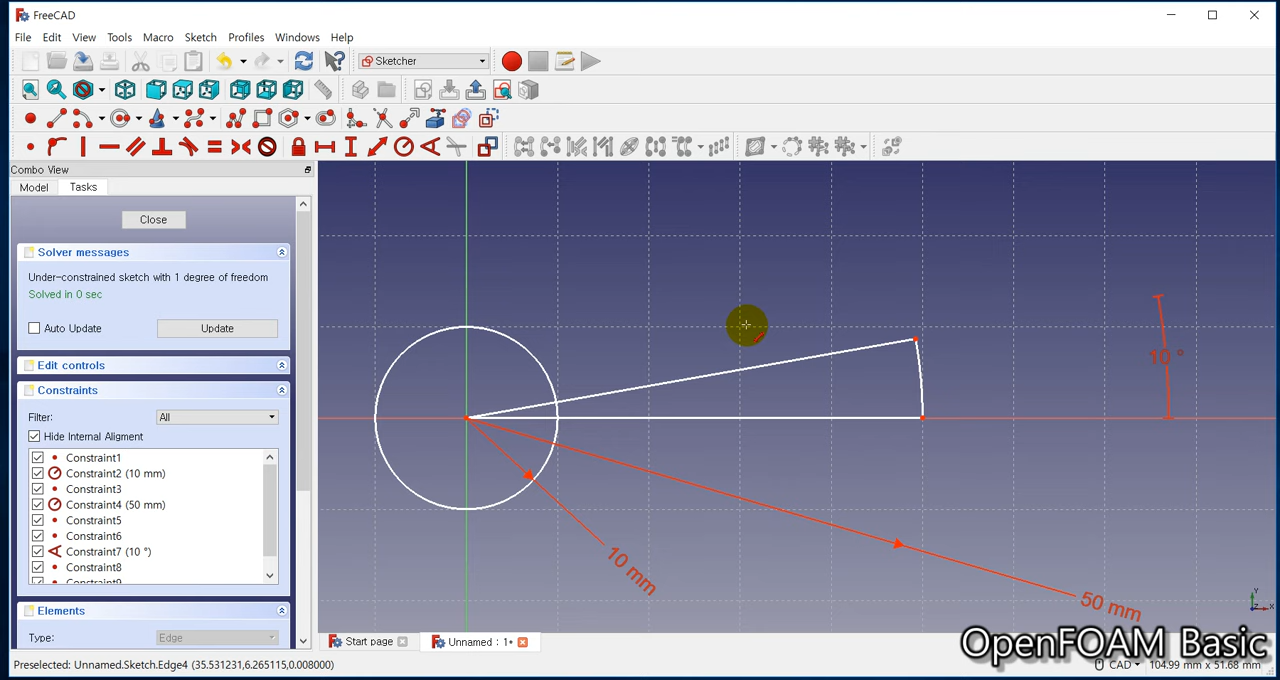 FreeCAD
File Edit View Tools Macro Sketch Profiles Windows Help
Sketcher
Combo View
Model Tasks
Close
Solver messages
Under-constrained sketch with 1 degree of freedom
Solved in 0 sec
Auto Update Update
Edit controls
Constraints
Filter: All
Hide Internal Alignment
Constraint1
Constraint2 (10 mm)
Constraint3
Constraint4 (50 mm)
Constraint5
Constraint6
Constraint7 (10 °)
Constraint8
Constraint9
Elements
Type: Edge
10 °
10 mm
50 mm
Y
Z X
Start page Unnamed : 1*
OpenFOAM Basic
Preselected: Unnamed.Sketch.Edge4 (35.531231,6.265115,0.008000)
CAD 104.99 mm x 51.68 mm